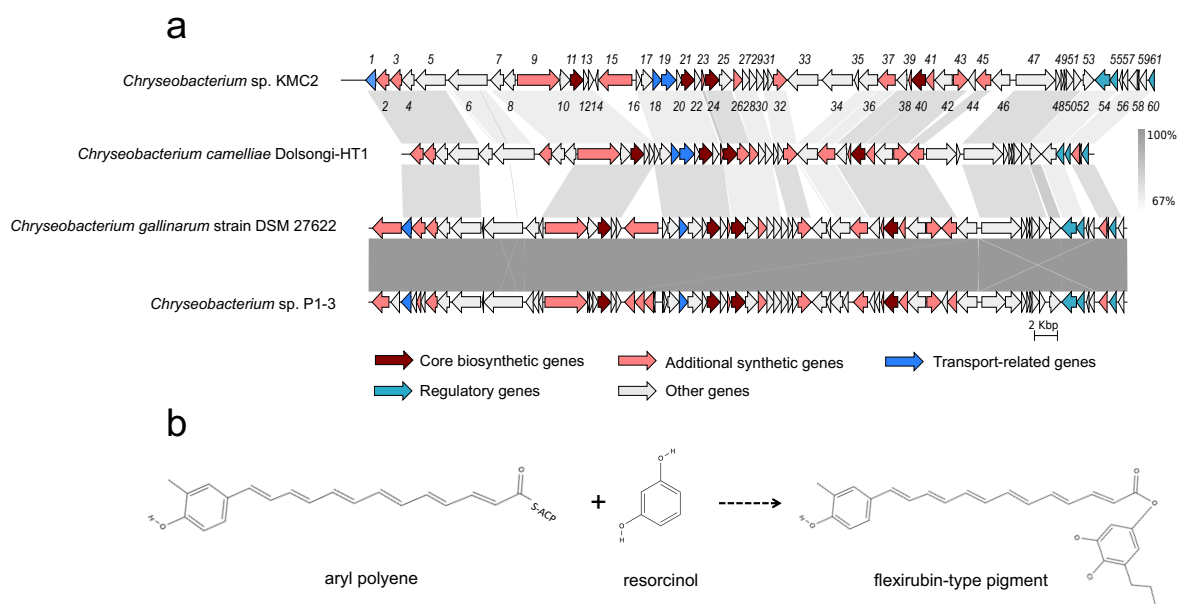 a
1 3 5 7 9 11 13 15 17 19 21 23 25 27 29 31 33 35 37 39 41 43 45 47 49 51 53 55 57 59 61
Chryseobacterium sp. KMC2
2 4 6 8 10 12 14 16 18 20 22 24 26 28 30 32 34 36 38 40 42 44 46 48 50 52 54 56 58 60
100%
Chryseobacterium camelliae Dolsongi-HT1
67%
Chryseobacterium gallinarum strain DSM 27622
Chryseobacterium sp. P1-3
2 Kbp
Core biosynthetic genes
Additional synthetic genes
Transport-related genes
Regulatory genes
Other genes
b
O
S-ACP
H-O
O H
+
O
H
O
O
H-O
O
O
aryl polyene
resorcinol
flexirubin-type pigment